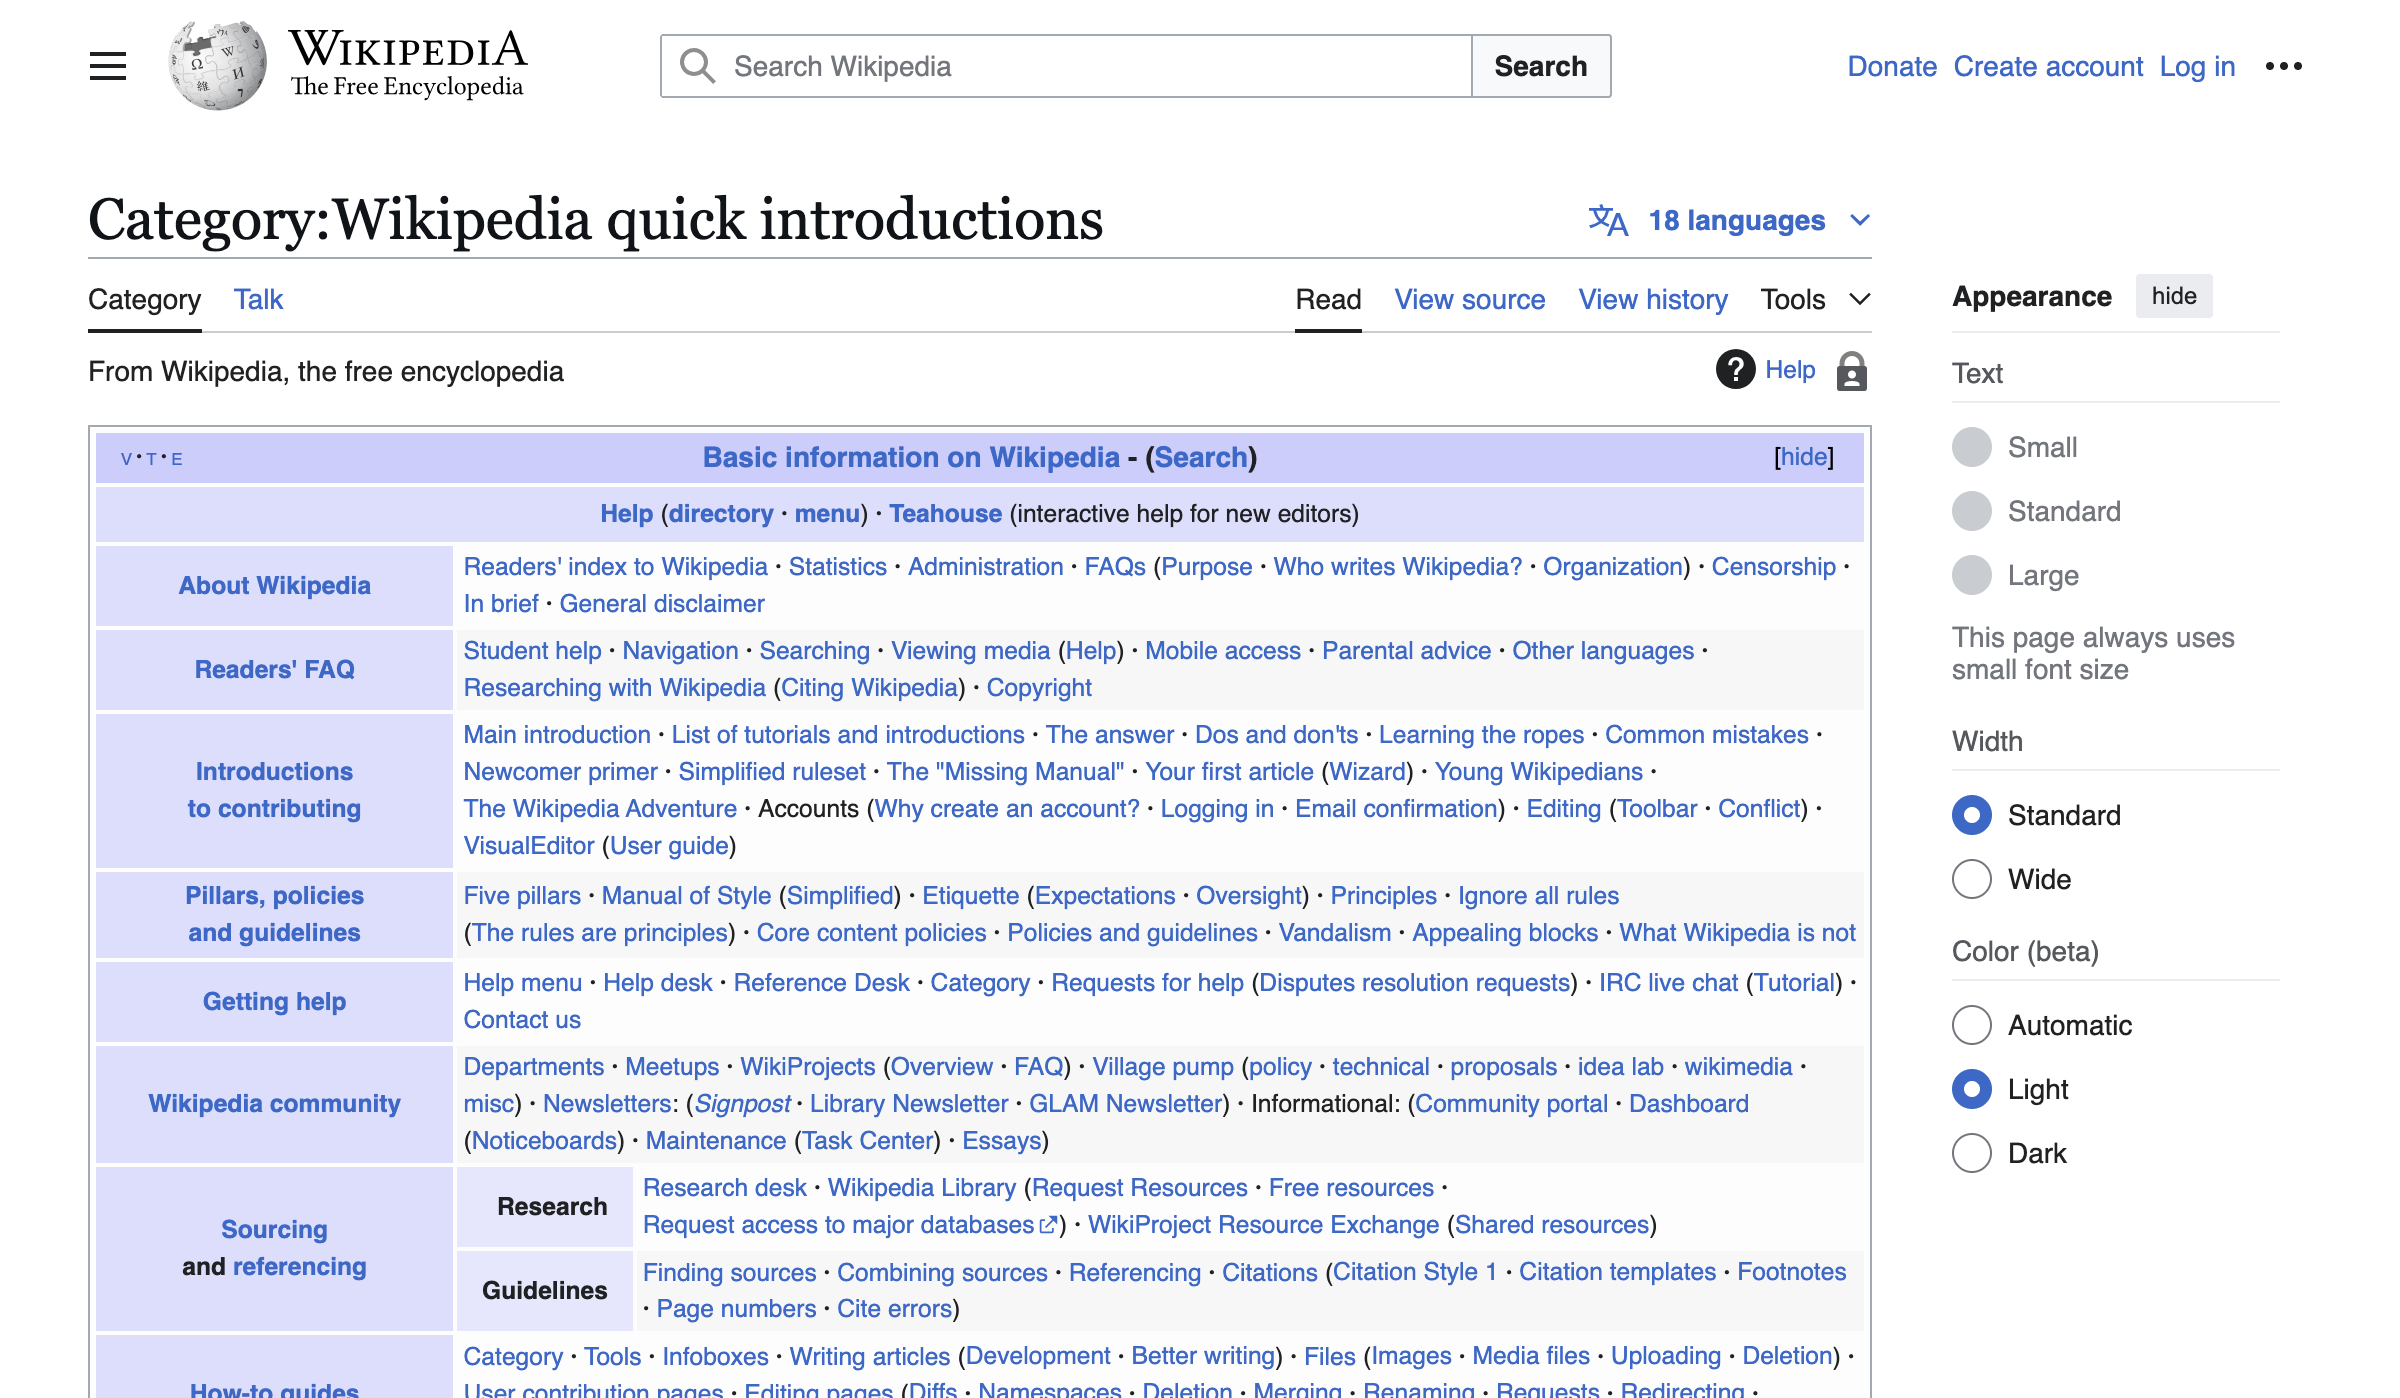 WIKIPEDIA
The Free Encyclopedia
Search Wikipedia
Search
Donate Create account Log in
Category:Wikipedia quick introductions
18 languages
Category Talk
Read View source View history Tools
From Wikipedia, the free encyclopedia
Help
V · T · E
Basic information on Wikipedia - (Search)
[hide]
Help (directory · menu) · Teahouse (interactive help for new editors)
About Wikipedia
Readers' index to Wikipedia · Statistics · Administration · FAQs (Purpose · Who writes Wikipedia? · Organization) · Censorship ·
In brief · General disclaimer
Readers' FAQ
Student help · Navigation · Searching · Viewing media (Help) · Mobile access · Parental advice · Other languages ·
Researching with Wikipedia (Citing Wikipedia) · Copyright
Introductions
to contributing
Main introduction · List of tutorials and introductions · The answer · Dos and don'ts · Learning the ropes · Common mistakes ·
Newcomer primer · Simplified ruleset · The "Missing Manual" · Your first article (Wizard) · Young Wikipedians ·
The Wikipedia Adventure · Accounts (Why create an account? · Logging in · Email confirmation) · Editing (Toolbar · Conflict) ·
VisualEditor (User guide)
Pillars, policies
and guidelines
Five pillars · Manual of Style (Simplified) · Etiquette (Expectations · Oversight) · Principles · Ignore all rules
(The rules are principles) · Core content policies · Policies and guidelines · Vandalism · Appealing blocks · What Wikipedia is not
Getting help
Help menu · Help desk · Reference Desk · Category · Requests for help (Disputes resolution requests) · IRC live chat (Tutorial) ·
Contact us
Wikipedia community
Departments · Meetups · WikiProjects (Overview · FAQ) · Village pump (policy · technical · proposals · idea lab · wikimedia ·
misc) · Newsletters: (Signpost · Library Newsletter · GLAM Newsletter) · Informational: (Community portal · Dashboard
(Noticeboards) · Maintenance (Task Center) · Essays)
Sourcing
and referencing
Research
Research desk · Wikipedia Library (Request Resources · Free resources ·
Request access to major databases) · WikiProject Resource Exchange (Shared resources)
Guidelines
Finding sources · Combining sources · Referencing · Citations (Citation Style 1 · Citation templates · Footnotes
· Page numbers · Cite errors)
How-to guides
Category · Tools · Infoboxes · Writing articles (Development · Better writing) · Files (Images · Media files · Uploading · Deletion) ·
User contribution pages · Editing pages (Diffs · Namespaces · Deletion · Merging · Renaming · Requests · Redirecting ·
Appearance hide
Text
Small
Standard
Large
This page always uses
small font size
Width
Standard
Wide
Color (beta)
Automatic
Light
Dark